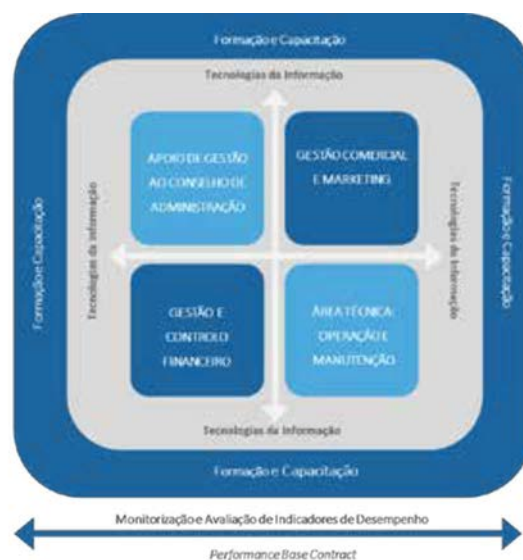 Formação e Capacitação
Tecnologias da Informação
APOIO DE GESTÃO
AO CONSELHO DE
ADMINISTRAÇÃO
GESTÃO COMERCIAL
E MARKETING
Formação e Capacitação
Tecnologias da Informação
Tecnologias da Informação
Formação e Capacitação
GESTÃO E
CONTROLO
FINANCEIRO
ÁREA TÉCNICA:
OPERAÇÃO E
MANUTENÇÃO
Tecnologias da Informação
Formação e Capacitação
Monitorização e Avaliação de Indicadores de Desempenho
Performance Base Contract